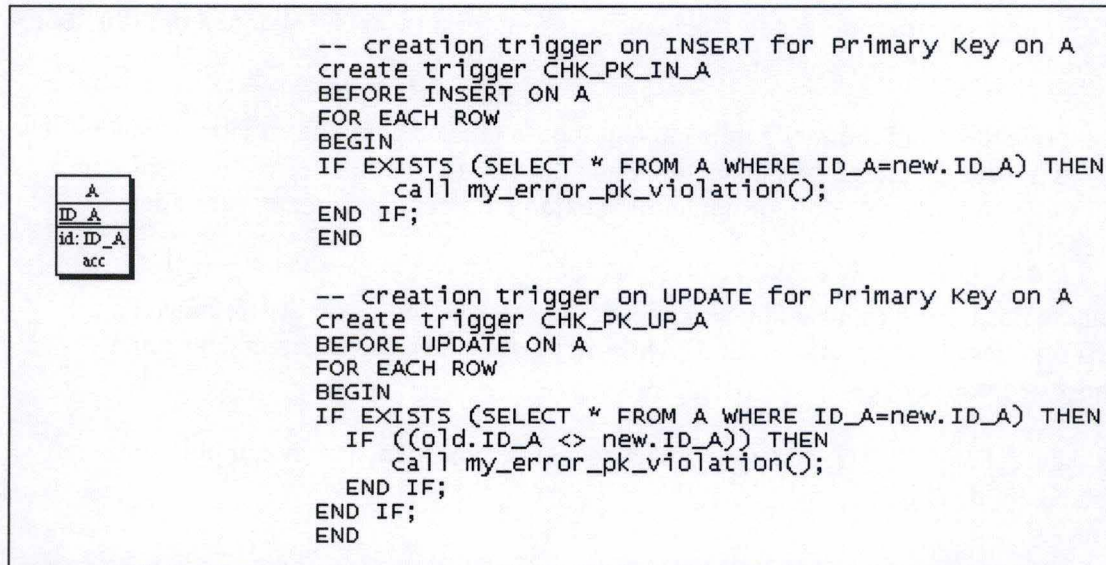 A
ID_A
id: ID_A
acc
-- creation trigger on INSERT for Primary Key on A
create trigger CHK_PK_IN_A
BEFORE INSERT ON A
FOR EACH ROW
BEGIN
IF EXISTS (SELECT * FROM A WHERE ID_A=new.ID_A) THEN
call my_error_pk_violation();
END IF;
END
-- creation trigger on UPDATE for Primary Key on A
create trigger CHK_PK_UP_A
BEFORE UPDATE ON A
FOR EACH ROW
BEGIN
IF EXISTS (SELECT * FROM A WHERE ID_A=new.ID_A) THEN
IF ((old.ID_A <> new.ID_A)) THEN
call my_error_pk_violation();
END IF;
END IF;
END